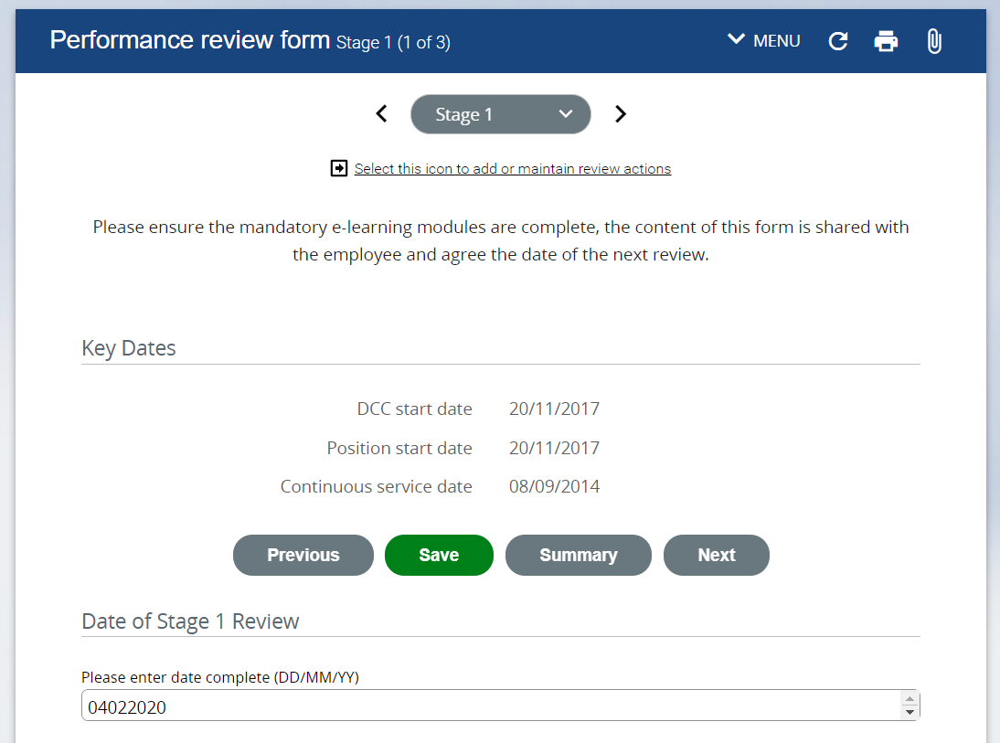 Performance review form Stage 1 (1 of 3)
MENU
Stage 1
Select this icon to add or maintain review actions
Please ensure the mandatory e-learning modules are complete, the content of this form is shared with
the employee and agree the date of the next review.
Key Dates
DCC start date 20/11/2017
Position start date 20/11/2017
Continuous service date 08/09/2014
Previous Save Summary Next
Date of Stage 1 Review
Please enter date complete (DD/MM/YY)
04022020